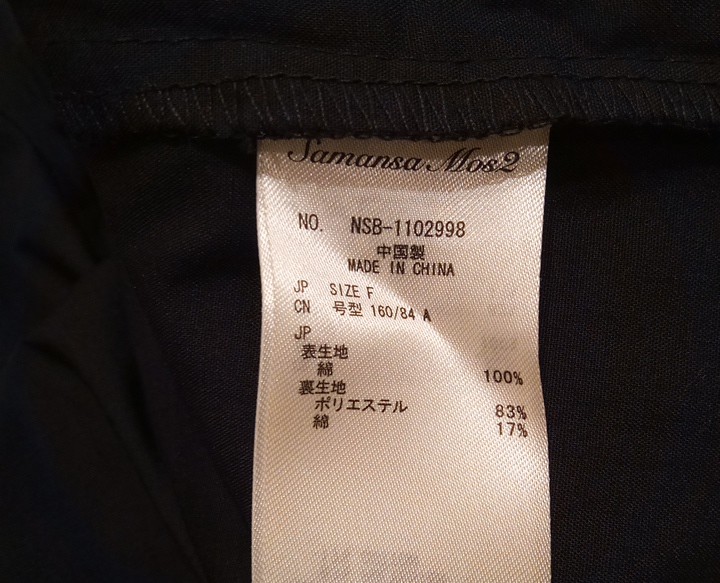 Samansa Mos2
NO. NSB-1102998
中国製
MADE IN CHINA
JP SIZE F
CN 号型 160/84 A
JP
表生地
綿 100%
裏生地
ポリエステル 83%
綿 17%